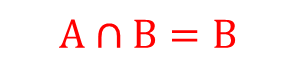 A ∩ B = B